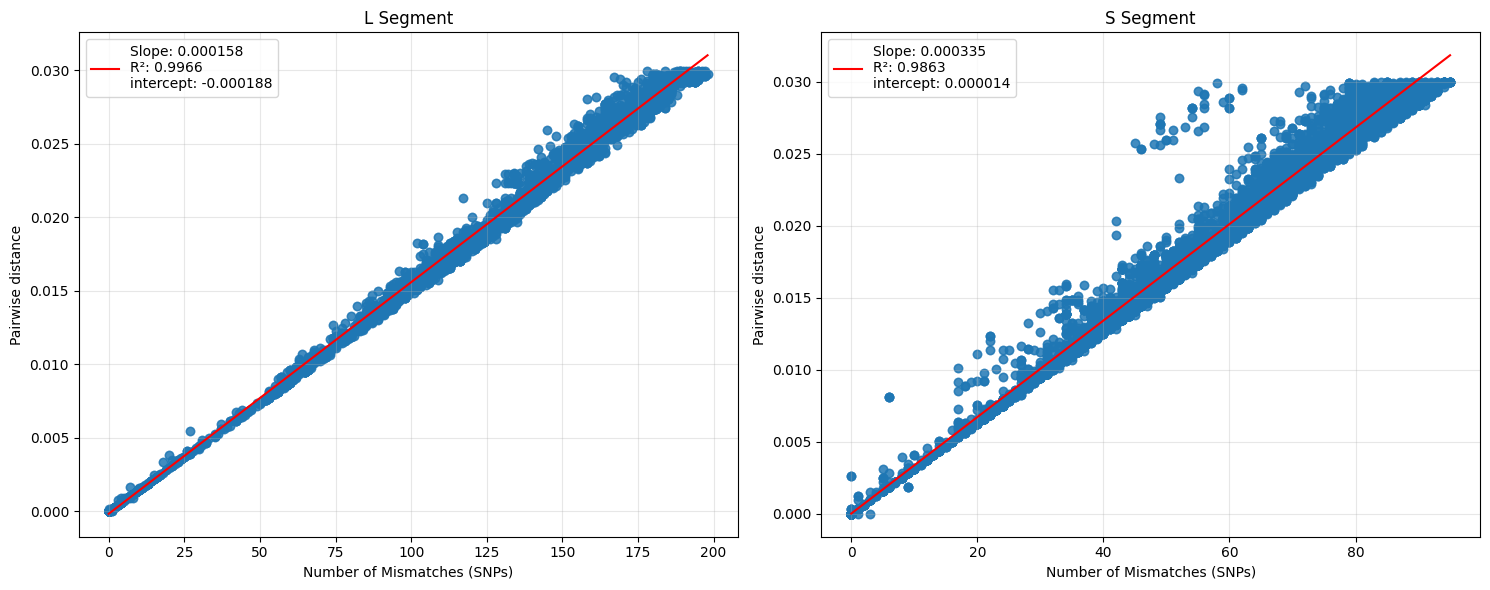 L Segment
Slope: 0.000158
R²: 0.9966
intercept: -0.000188
0.030
0.025
0.020
0.015
0.010
0.005
0.000
Pairwise distance
0 25 50 75 100 125 150 175 200
Number of Mismatches (SNPs)
S Segment
Slope: 0.000335
R²: 0.9863
intercept: 0.000014
0.030
0.025
0.020
0.015
0.010
0.005
0.000
Pairwise distance
0 20 40 60 80
Number of Mismatches (SNPs)